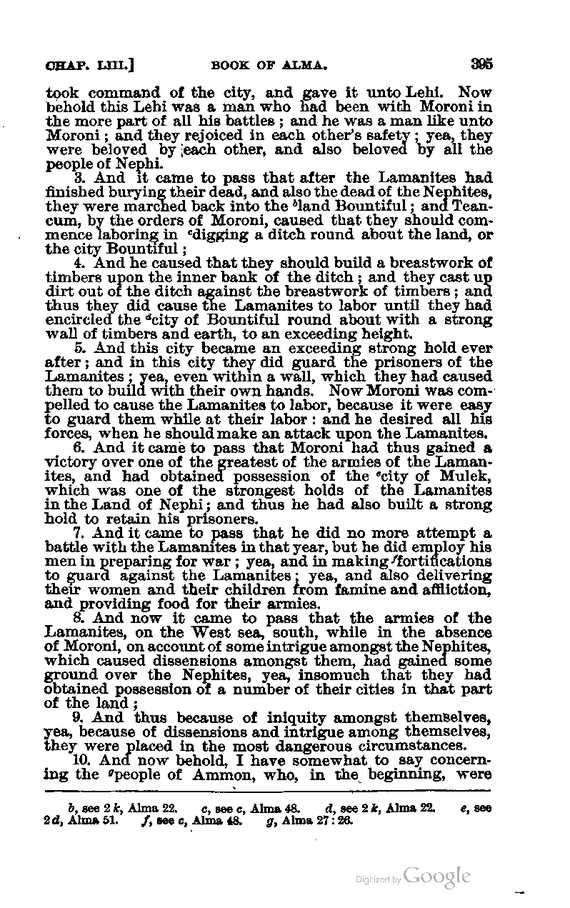 CHAP. LIII.] BOOK OF ALMA. 395
took command of the city, and gave it unto Lehi. Now
behold this Lehi was a man who had been with Moroni in
the more part of all his battles ; and he was a man like unto
Moroni ; and they rejoiced in each other's safety ; yea, they
were beloved by each other, and also beloved by all the
people of Nephi.
3. And it came to pass that after the Lamanites had
finished burying their dead, and also the dead of the Nephites,
they were marched back into the ᵇland Bountiful ; and Tean-
cum, by the orders of Moroni, caused that they should com-
mence laboring in ᶜdigging a ditch round about the land, or
the city Bountiful ;
4. And he caused that they should build a breastwork of
timbers upon the inner bank of the ditch ; and they cast up
dirt out of the ditch against the breastwork of timbers ; and
thus they did cause the Lamanites to labor until they had
encircled the ᵈcity of Bountiful round about with a strong
wall of timbers and earth, to an exceeding height.
5. And this city became an exceeding strong hold ever
after ; and in this city they did guard the prisoners of the
Lamanites ; yea, even within a wall, which they had caused
them to build with their own hands. Now Moroni was com-
pelled to cause the Lamanites to labor, because it were easy
to guard them while at their labor : and he desired all his
forces, when he should make an attack upon the Lamanites.
6. And it came to pass that Moroni had thus gained a
victory over one of the greatest of the armies of the Laman-
ites, and had obtained possession of the ᵉcity of Mulek,
which was one of the strongest holds of the Lamanites
in the Land of Nephi ; and thus he had also built a strong
hold to retain his prisoners.
7. And it came to pass that he did no more attempt a
battle with the Lamanites in that year, but he did employ his
men in preparing for war ; yea, and in making ᶠfortifications
to guard against the Lamanites ; yea, and also delivering
their women and their children from famine and affliction,
and providing food for their armies.
8. And now it came to pass that the armies of the
Lamanites, on the West sea, south, while in the absence
of Moroni, on account of some intrigue amongst the Nephites,
which caused dissensions amongst them, had gained some
ground over the Nephites, yea, insomuch that they had
obtained possession of a number of their cities in that part
of the land ;
9. And thus because of iniquity amongst themselves,
yea, because of dissensions and intrigue among themselves,
they were placed in the most dangerous circumstances.
10. And now behold, I have somewhat to say concern-
ing the ᵍpeople of Ammon, who, in the beginning, were
b, see 2 k, Alma 22. c, see c, Alma 48. d, see 2 k, Alma 22. e, see
2 d, Alma 51. f, see c, Alma 48. g, Alma 27 : 26.
Digitized by Google